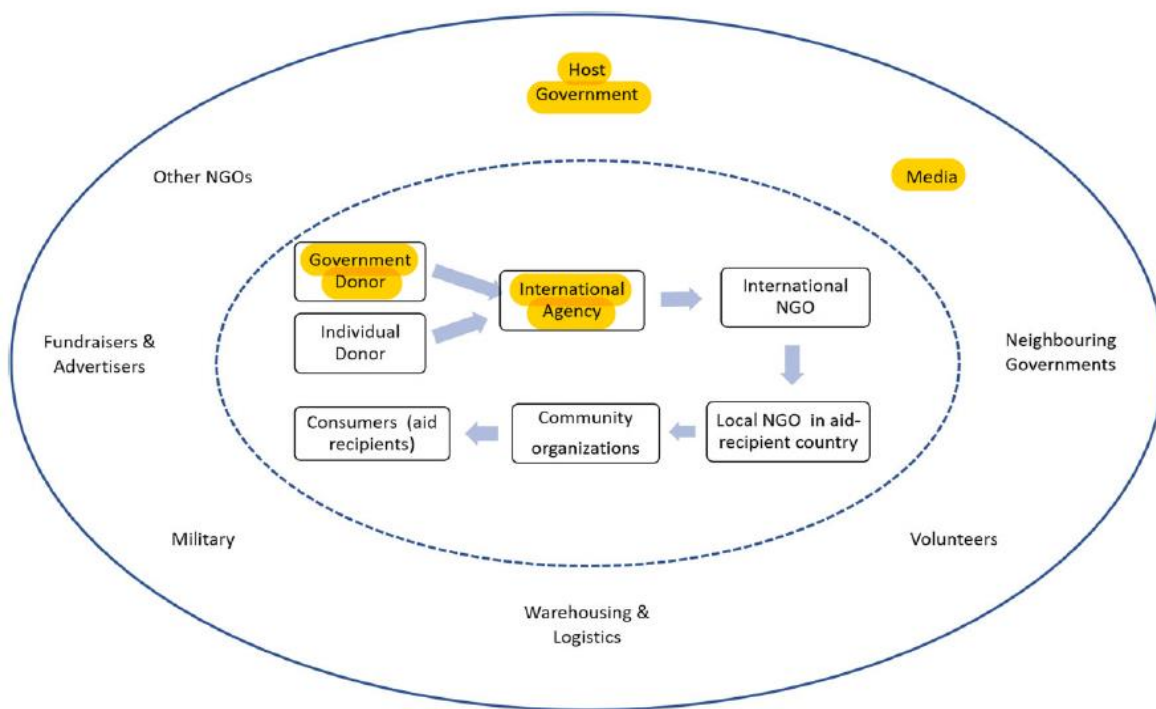 Host
Government
Other NGOs
Media
Government
Donor
International
Agency
International
NGO
Individual
Donor
Fundraisers &
Advertisers
Neighbouring
Governments
Consumers (aid
recipients)
Community
organizations
Local NGO in aid-
recipient country
Military
Volunteers
Warehousing &
Logistics